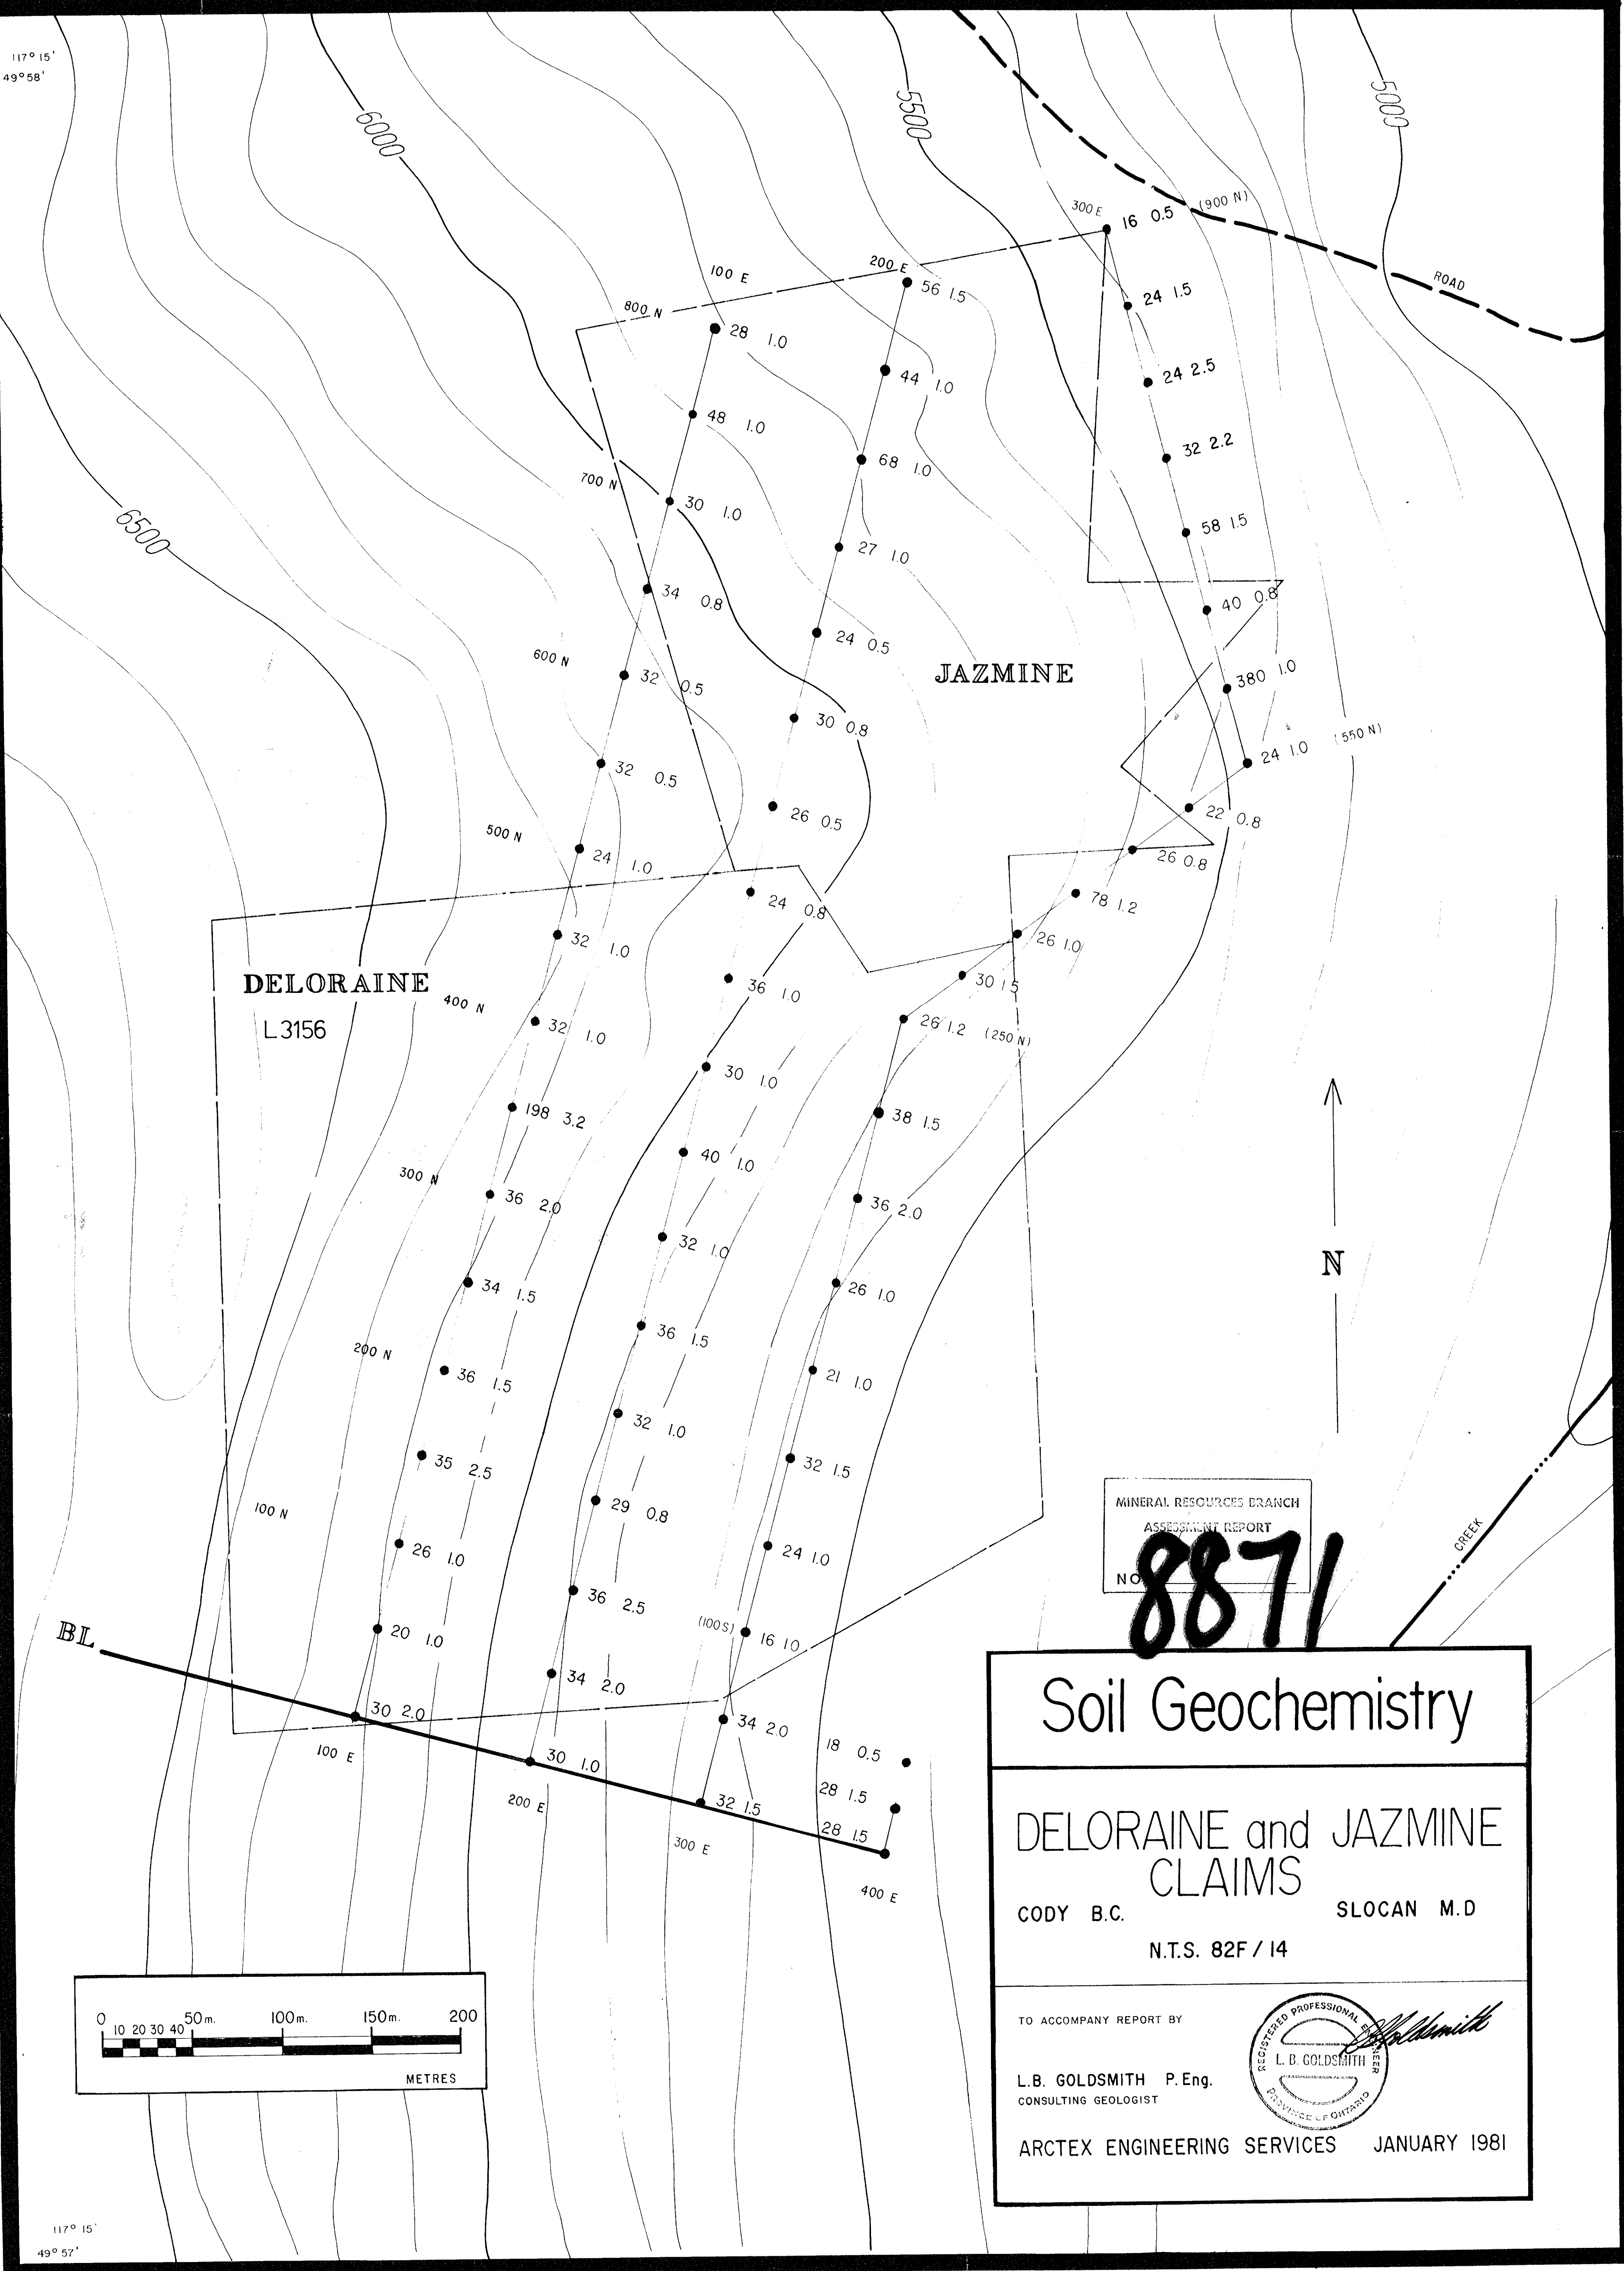 117° 15'
49° 58'
6000
5500
5000
6500
300 E
16 0.5 (900 N)
ROAD
24 1.5
24 2.5
32 2.2
58 1.5
40 0.8
380 1.0
24 1.0 (550 N)
22 0.8
26 0.8
78 1.2
26 1.0
30 1.5
26 1.2 (250 N)
38 1.5
36 2.0
26 1.0
21 1.0
32 1.5
24 1.0
(100 S) 16 1.0
34 2.0
32 1.5
300 E
200 E
56 1.5
44 1.0
68 1.0
27 1.0
24 0.5
30 0.8
26 0.5
24 0.8
36 1.0
30 1.0
40 1.0
32 1.0
36 1.5
32 1.0
29 0.8
36 2.5
34 2.0
30 1.0
200 E
100 E
800 N
28 1.0
48 1.0
700 N
30 1.0
34 0.8
600 N
32 0.5
32 0.5
500 N
24 1.0
32 1.0
400 N
32 1.0
198 3.2
300 N
36 2.0
34 1.5
200 N
36 1.5
35 2.5
100 N
26 1.0
20 1.0
30 2.0
100 E
18 0.5
28 1.5
28 1.5
400 E
BL
JAZMINE
DELORAINE
L3156
N
CREEK
MINERAL RESOURCES BRANCH
ASSESSMENT REPORT
NO
8871
Soil Geochemistry
DELORAINE and JAZMINE
CLAIMS
CODY B.C. SLOCAN M.D
N.T.S. 82F / 14
TO ACCOMPANY REPORT BY
L.B. GOLDSMITH P. Eng.
CONSULTING GEOLOGIST
REGISTERED PROFESSIONAL ENGINEER
L. B. GOLDSMITH
PROVINCE OF ONTARIO
LBGoldsmith
ARCTEX ENGINEERING SERVICES JANUARY 1981
0 10 20 30 40 50 m. 100 m. 150 m. 200
METRES
117° 15'
49° 57'